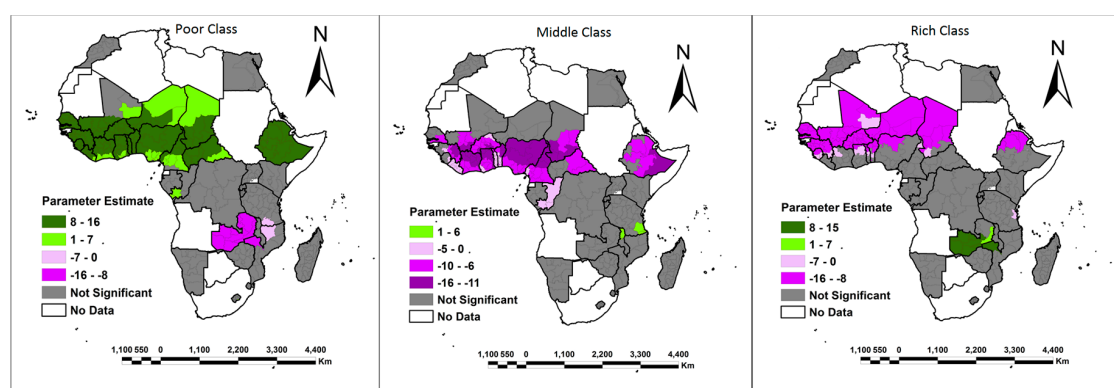 Poor Class
N
Parameter Estimate
8 - 16
1 - 7
-7 - 0
-16 - -8
Not Significant
No Data
1,100 550 0 1,100 2,200 3,300 4,400
Km
Middle Class
N
Parameter Estimate
1 - 6
-5 - 0
-10 - -6
-16 - -11
Not Significant
No Data
1,100 550 0 1,100 2,200 3,300 4,400
Km
Rich Class
N
Parameter Estimate
8 - 15
1 - 7
-7 - 0
-16 - -8
Not Significant
No Data
1,100 550 0 1,100 2,200 3,300 4,400
Km